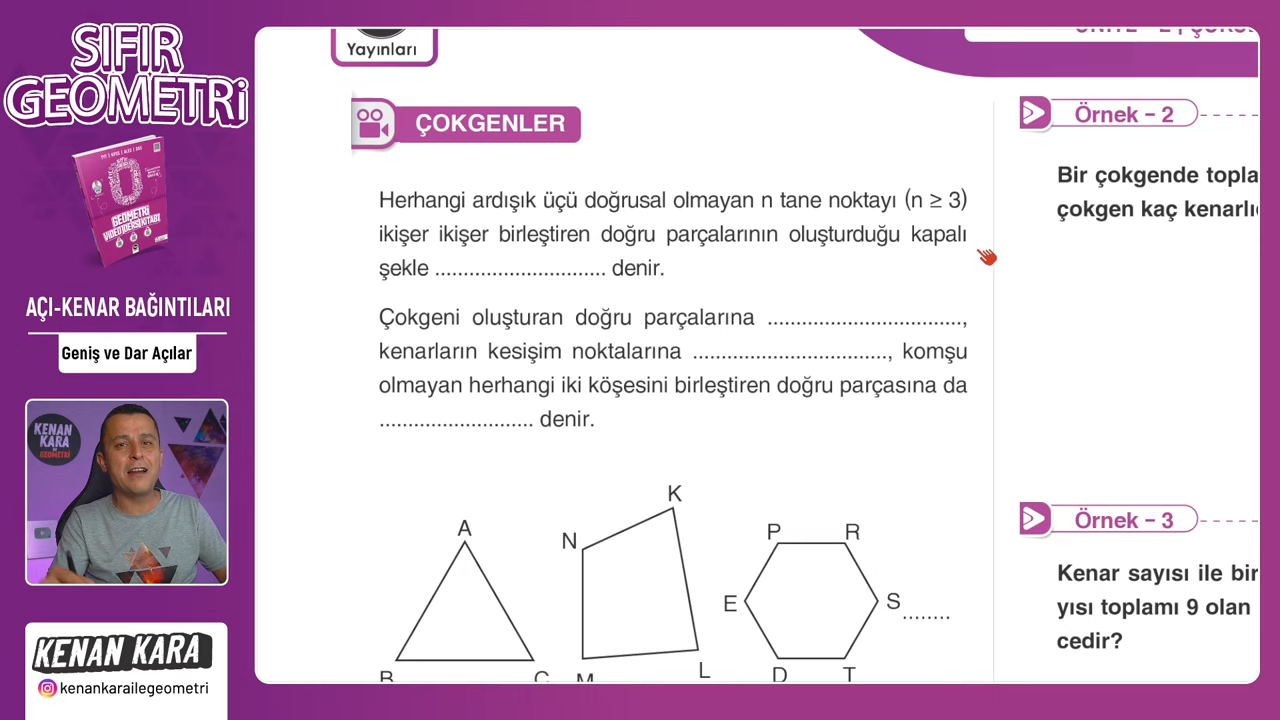 SIFIR
GEOMETRİ
AÇI-KENAR BAĞINTILARI
Geniş ve Dar Açılar
KENAN
KARA
GEOMETRİ
KENAN KARA
kenankarailegeometri
Yayınları
ÇOKGENLER
Herhangi ardışık üçü doğrusal olmayan n tane noktayı (n ≥ 3)
ikişer ikişer birleştiren doğru parçalarının oluşturduğu kapalı
şekle .............................. denir.
Çokgeni oluşturan doğru parçalarına ..................................,
kenarların kesişim noktalarına .................................., komşu
olmayan herhangi iki köşesini birleştiren doğru parçasına da
........................... denir.
A
B
C
N
K
M
L
P
R
E
S
........
D
T
Örnek – 2
Bir çokgende topla
çokgen kaç kenarlı
Örnek – 3
Kenar sayısı ile bir
yısı toplamı 9 olan
cedir?